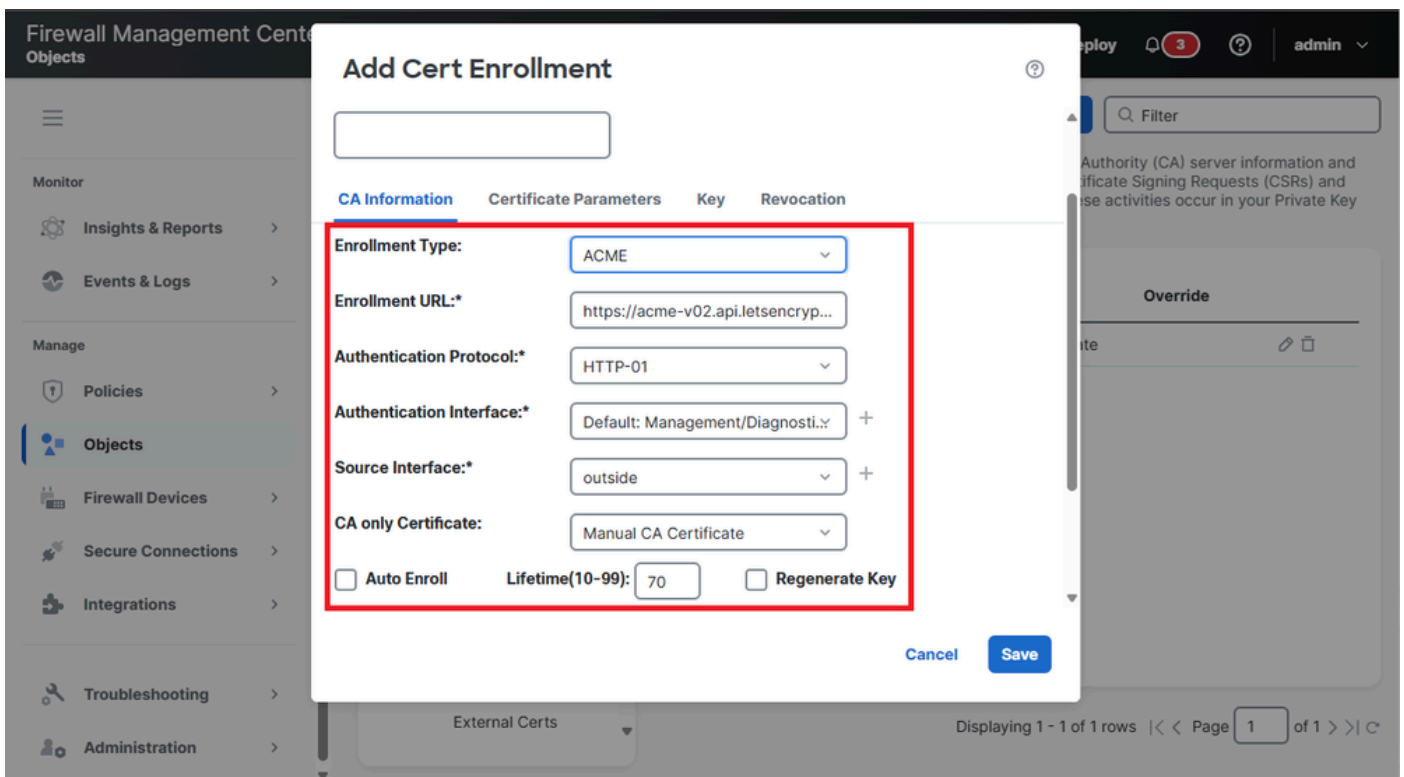 Firewall Management Cente
Objects
eploy
3
admin
Add Cert Enrollment
Filter
Authority (CA) server information and
ificate Signing Requests (CSRs) and
ese activities occur in your Private Key
Monitor
Insights & Reports
Events & Logs
Manage
Policies
Objects
Firewall Devices
Secure Connections
Integrations
Troubleshooting
Administration
CA Information Certificate Parameters Key Revocation
Enrollment Type: ACME
Enrollment URL:* https://acme-v02.api.letsencryp...
Authentication Protocol:* HTTP-01
Authentication Interface:* Default: Management/Diagnosti...
Source Interface:* outside
CA only Certificate: Manual CA Certificate
Auto Enroll Lifetime(10-99): 70 Regenerate Key
Cancel Save
Override
ate
External Certs
Displaying 1 - 1 of 1 rows |< < Page 1 of 1 > >|